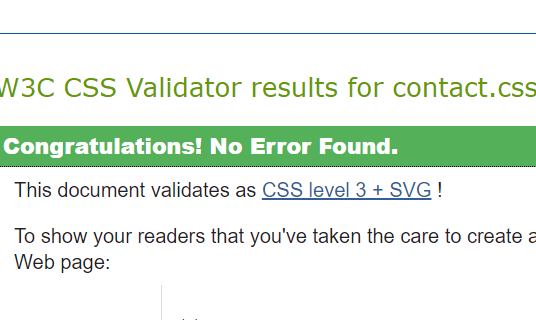 W3C CSS Validator results for contact.css
Congratulations! No Error Found.
This document validates as CSS level 3 + SVG !
To show your readers that you've taken the care to create
Web page: